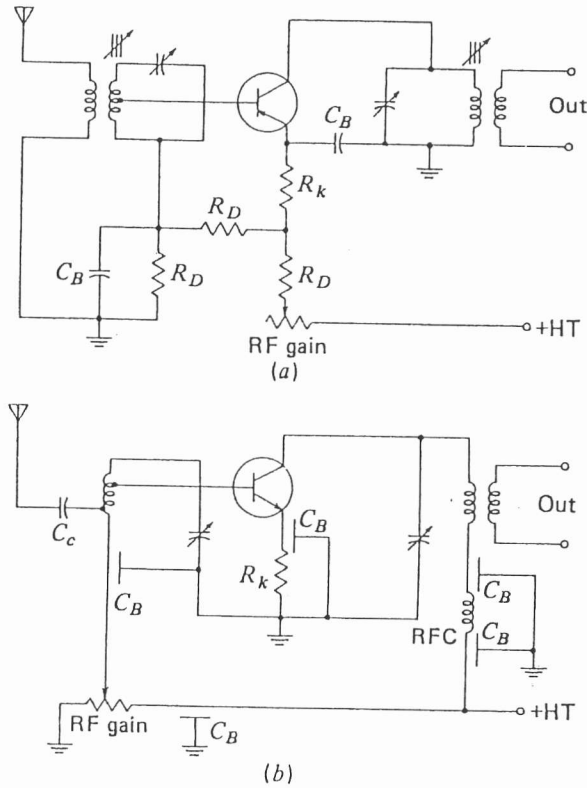 Out
C_B
R_k
R_D
C_B
R_D
R_D
+HT
RF gain
(a)
Out
C_c
C_B
C_B
R_k
C_B
RFC
C_B
+HT
RF gain
C_B
(b)